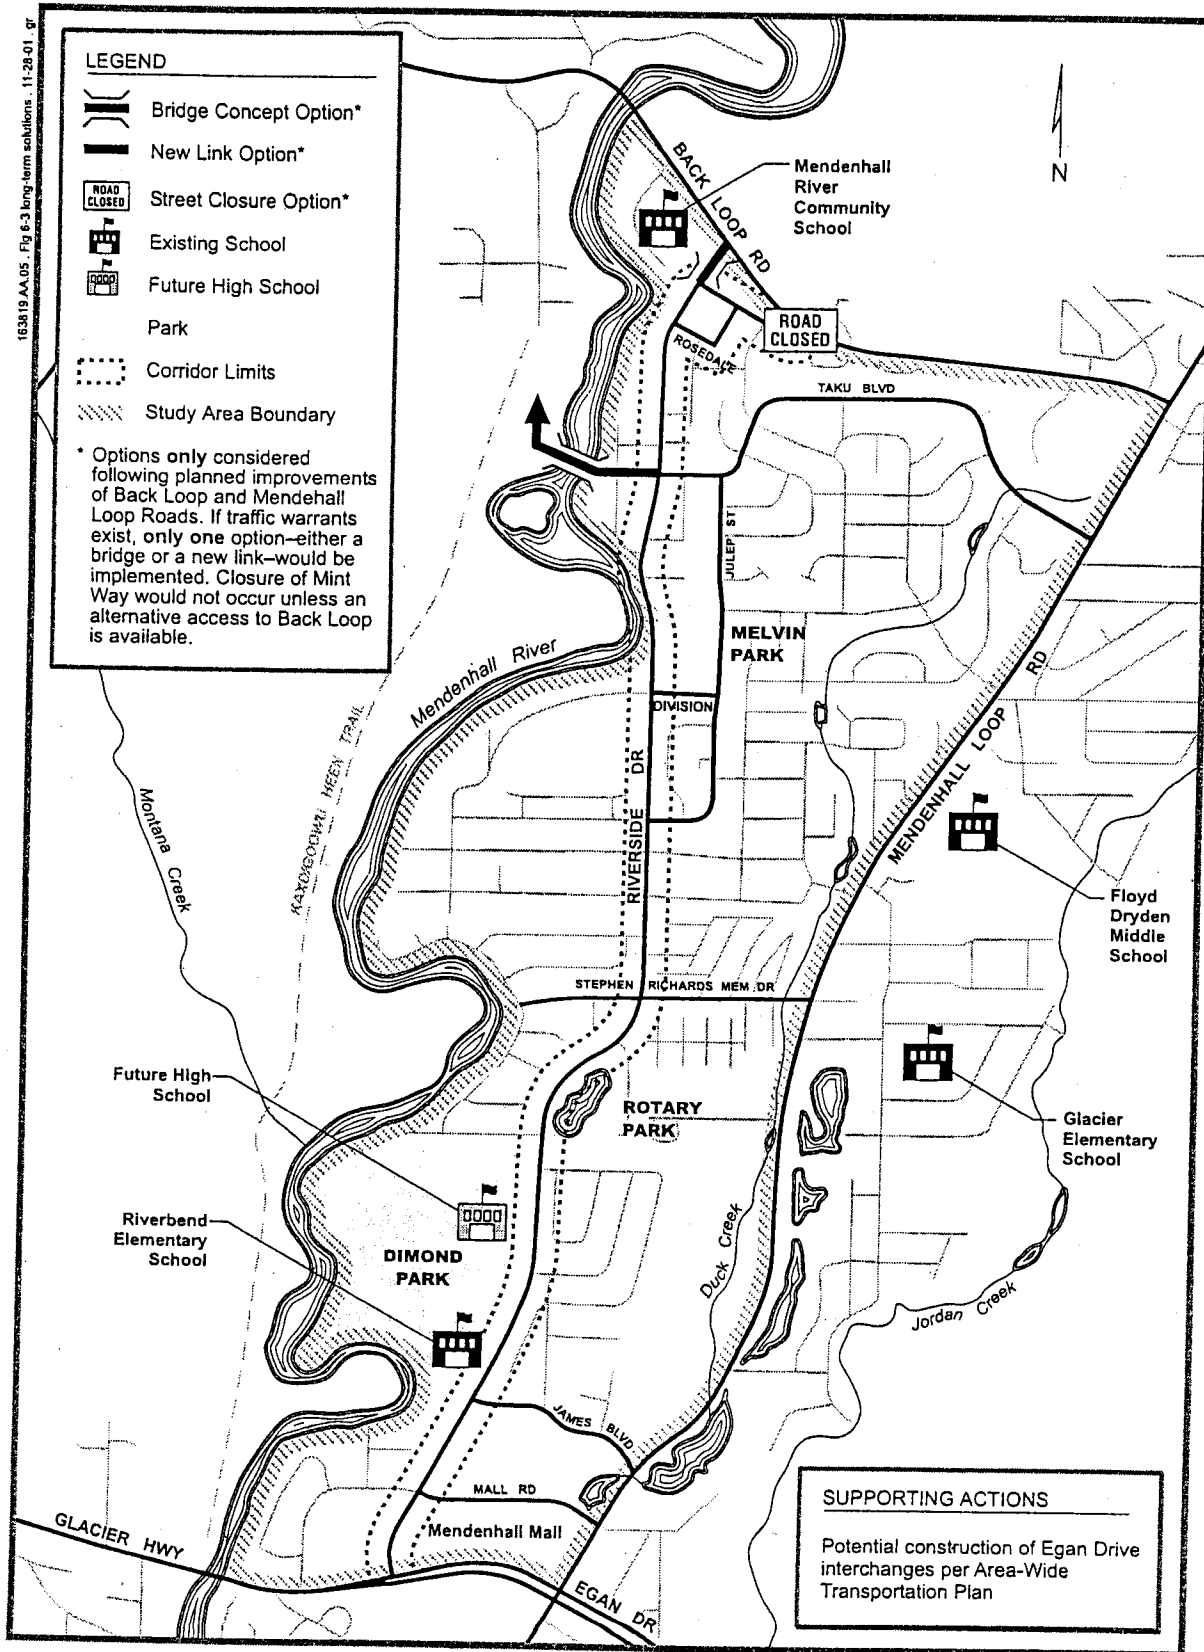 163819.AA.05 . Fig 6-3 long-term solutions . 11-28-01 . gr
LEGEND
Bridge Concept Option*
New Link Option*
ROAD
CLOSED
Street Closure Option*
Existing School
Future High School
Park
Corridor Limits
Study Area Boundary
* Options only considered
following planned improvements
of Back Loop and Mendehall
Loop Roads. If traffic warrants
exist, only one option–either a
bridge or a new link–would be
implemented. Closure of Mint
Way would not occur unless an
alternative access to Back Loop
is available.
N
BACK LOOP RD
Mendenhall
River
Community
School
ROAD
CLOSED
ROSEDALE
TAKU BLVD
JULEP ST
MELVIN
PARK
Mendenhall River
DIVISION
RIVERSIDE DR
MENDENHALL LOOP RD
KAXDIGOOWU HEEN TRAIL
Montana Creek
Floyd
Dryden
Middle
School
STEPHEN RICHARDS MEM DR
Future High
School
ROTARY
PARK
Glacier
Elementary
School
Riverbend
Elementary
School
DIMOND
PARK
Duck Creek
Jordan Creek
JAMES BLVD
MALL RD
Mendenhall Mall
GLACIER HWY
EGAN DR
SUPPORTING ACTIONS
Potential construction of Egan Drive
interchanges per Area-Wide
Transportation Plan